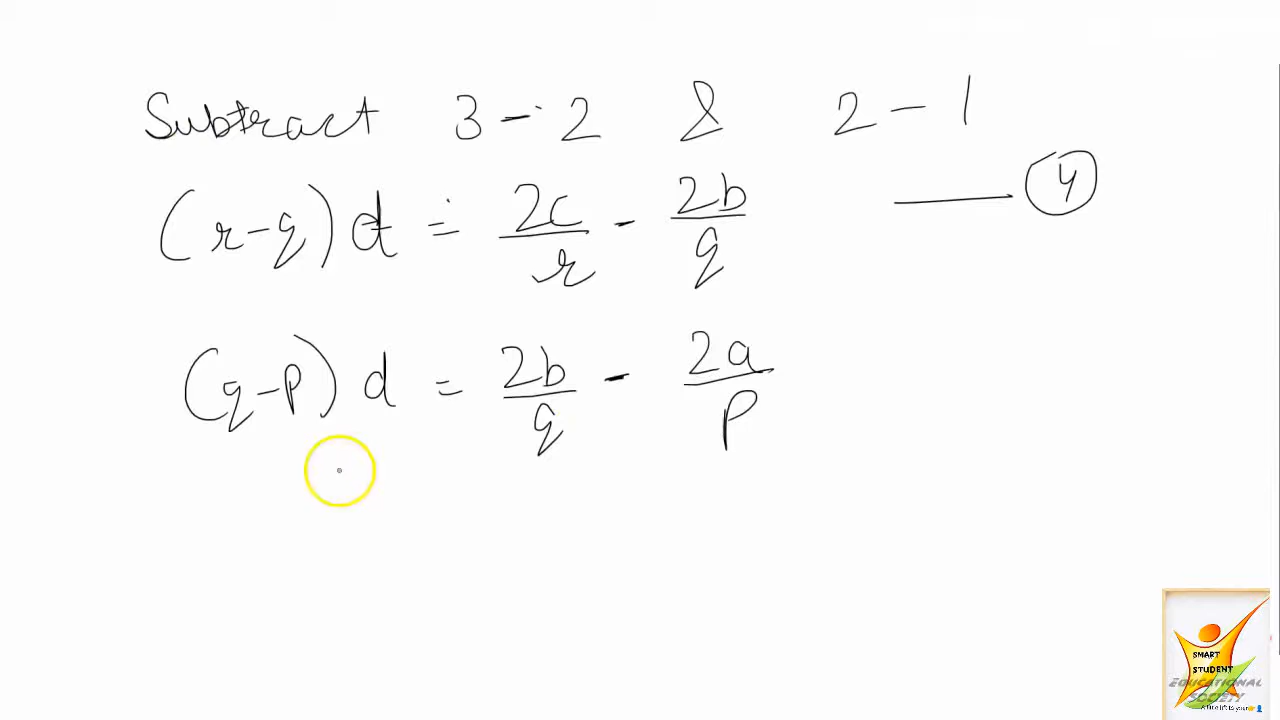 Subtract 3 - 2 & 2 - 1
(r-q) d = 2c/r - 2b/q —— 4
(q-p) d = 2b/q - 2a/p
SMART
STUDENT
EDUCATIONAL
SOCIETY